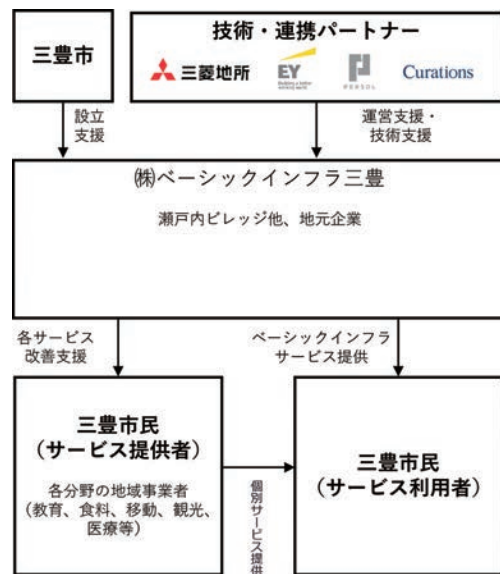 三豊市
技術・連携パートナー
三菱地所
EY
PERSOL
Curations
設立
支援
運営支援・
技術支援
㈱ベーシックインフラ三豊
瀬戸内ビレッジ他、地元企業
各サービス
改善支援
ベーシックインフラ
サービス提供
三豊市民
（サービス提供者）
各分野の地域事業者
（教育、食料、移動、観光、
医療等）
個別サービス提供
三豊市民
（サービス利用者）